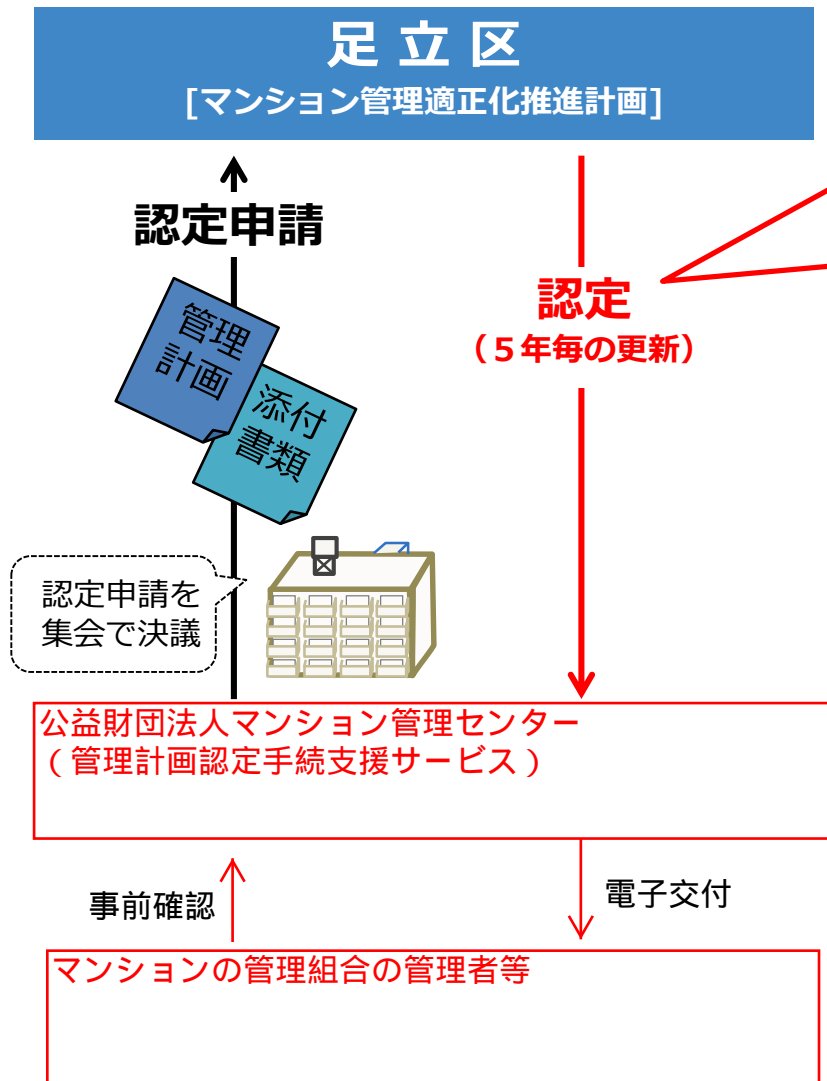 足立区
[マンション管理適正化推進計画]
認定申請
管理
計画
添付
書類
認定
（５年毎の更新）
認定申請を
集会で決議
公益財団法人マンション管理センター
（管理計画認定手続支援サービス）
事前確認
電子交付
マンションの管理組合の管理者等